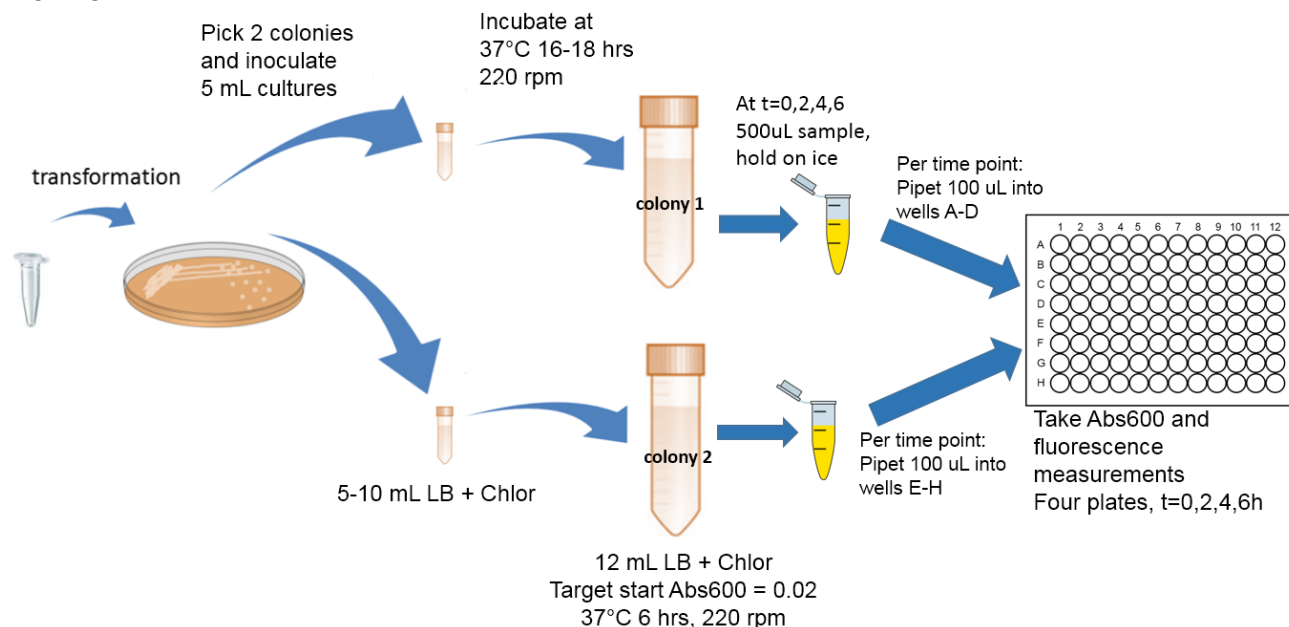 Pick 2 colonies
and inoculate
5 mL cultures
Incubate at
37°C 16-18 hrs
220 rpm
transformation
At t=0,2,4,6
500uL sample,
hold on ice
Per time point:
Pipet 100 uL into
wells A-D
colony 1
1 2 3 4 5 6 7 8 9 10 11 12
A
B
C
D
E
F
G
H
colony 2
5-10 mL LB + Chlor
Per time point:
Pipet 100 uL into
wells E-H
Take Abs600 and
fluorescence
measurements
Four plates, t=0,2,4,6h
12 mL LB + Chlor
Target start Abs600 = 0.02
37°C 6 hrs, 220 rpm